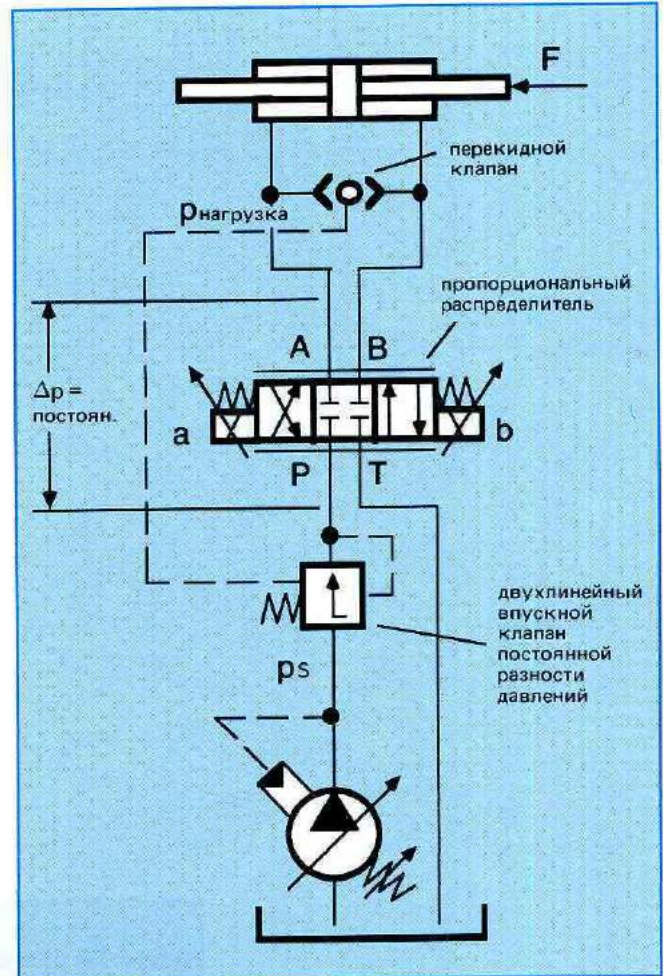 F
перекидной
клапан
pнагрузка
пропорциональный
распределитель
A B
Δp =
постоян.
a
b
P T
двухлинейный
впускной
клапан
постоянной
разности
давлений
ps